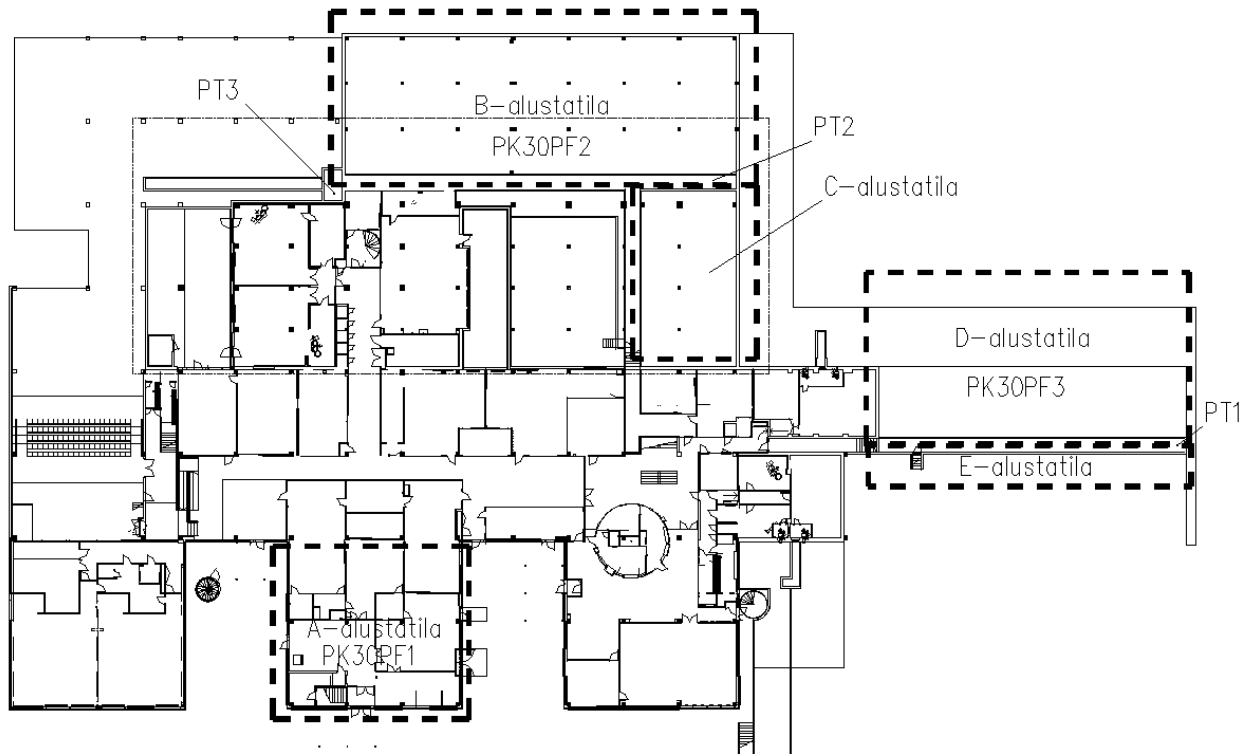 PT3
B-alustatila
PK30PF2
PT2
C-alustatila
D-alustatila
PK30PF3
PT1
E-alustatila
A-alustatila
PK30PF1